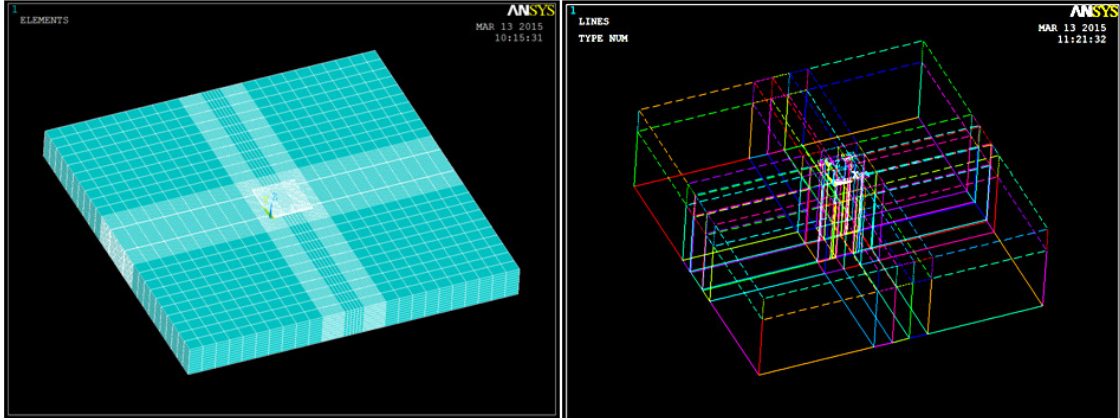 1
ELEMENTS
ANSYS
MAR 13 2015
10:15:31
1
LINES
TYPE NUM
ANSYS
MAR 13 2015
11:21:32
X